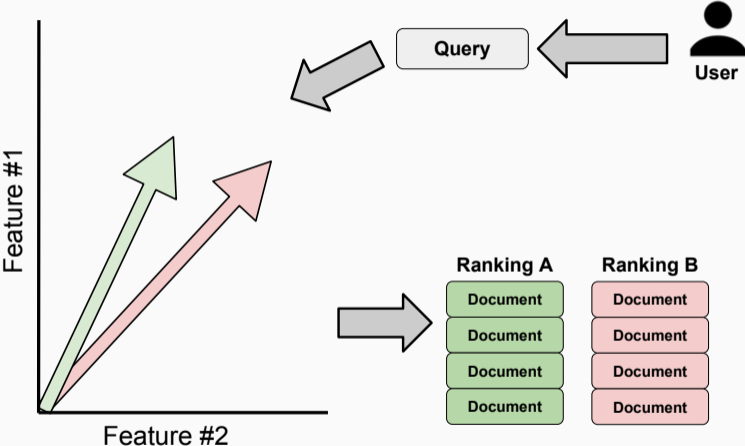 Query
User
Feature #1
Ranking A
Ranking B
Document
Document
Document
Document
Document
Document
Document
Document
Feature #2